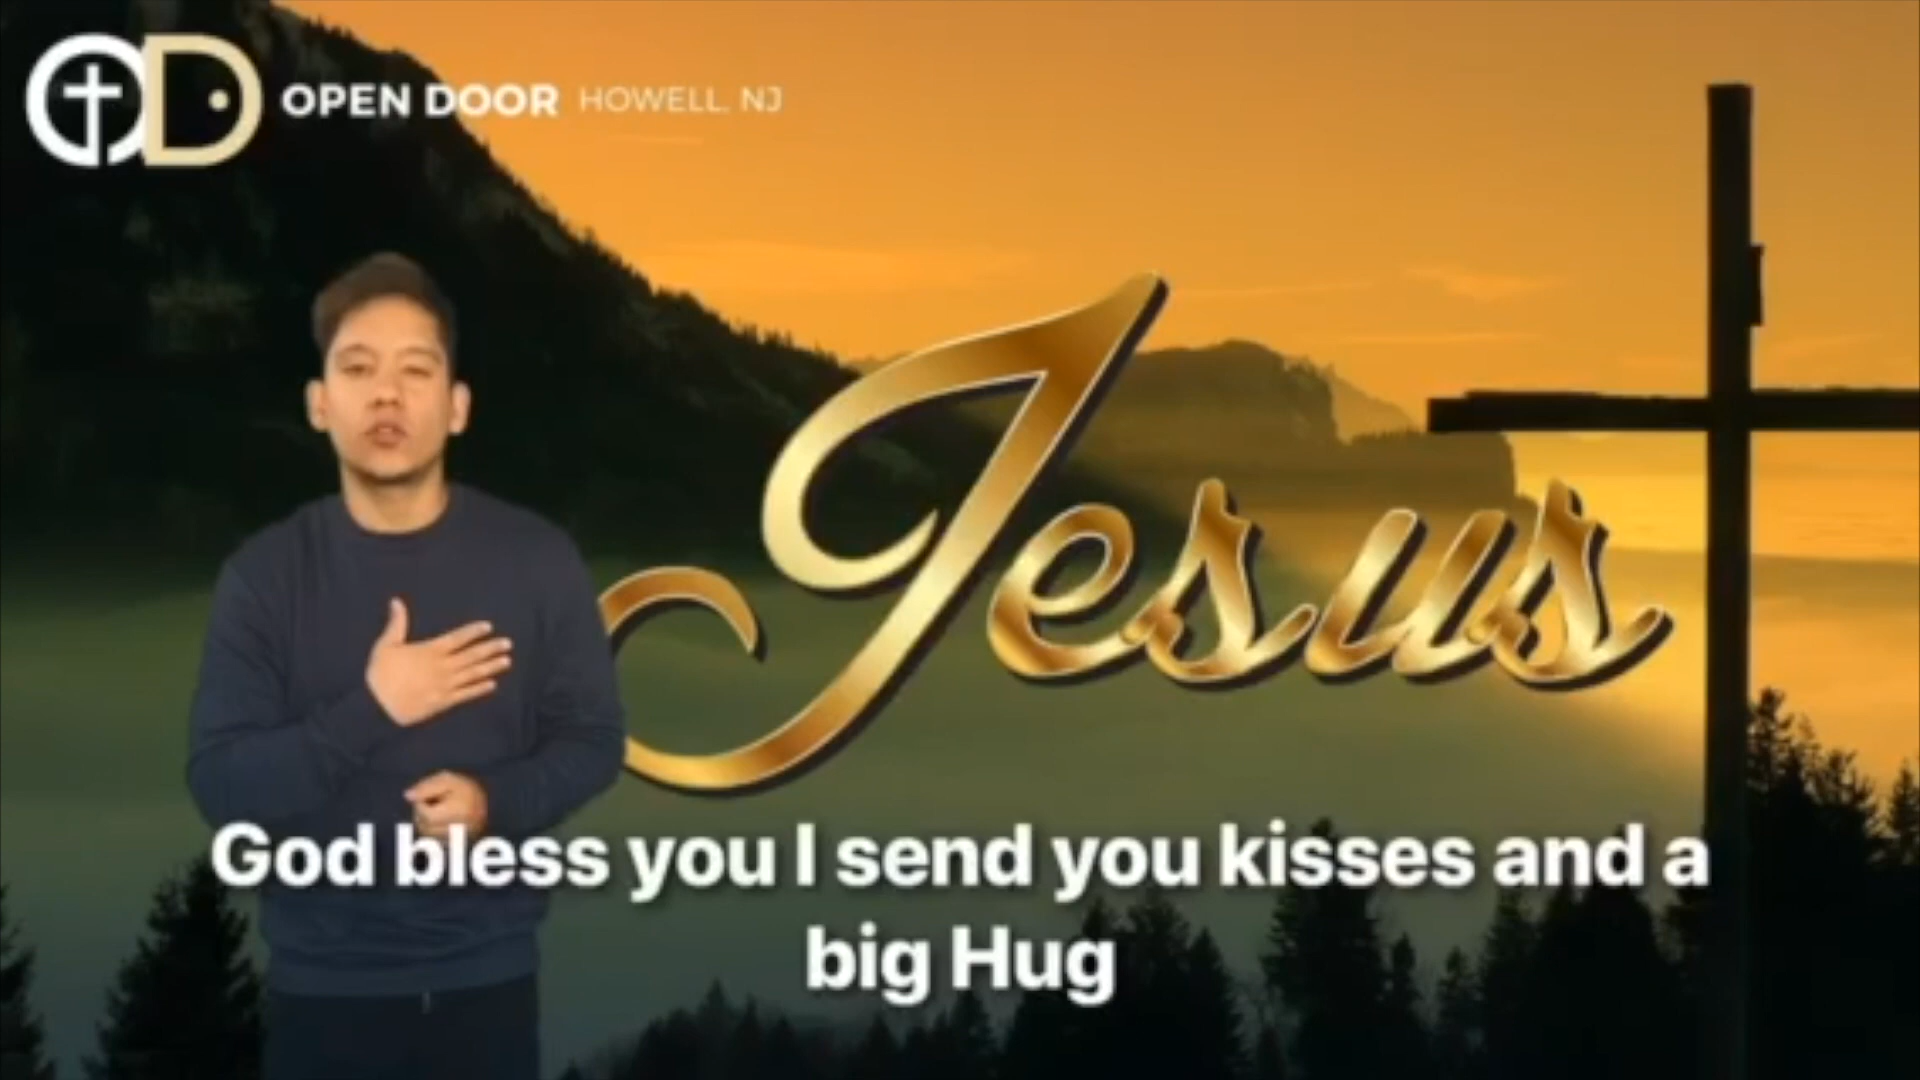 OPEN DOOR HOWELL, NJ
Jesus
God bless you I send you kisses and a
big Hug